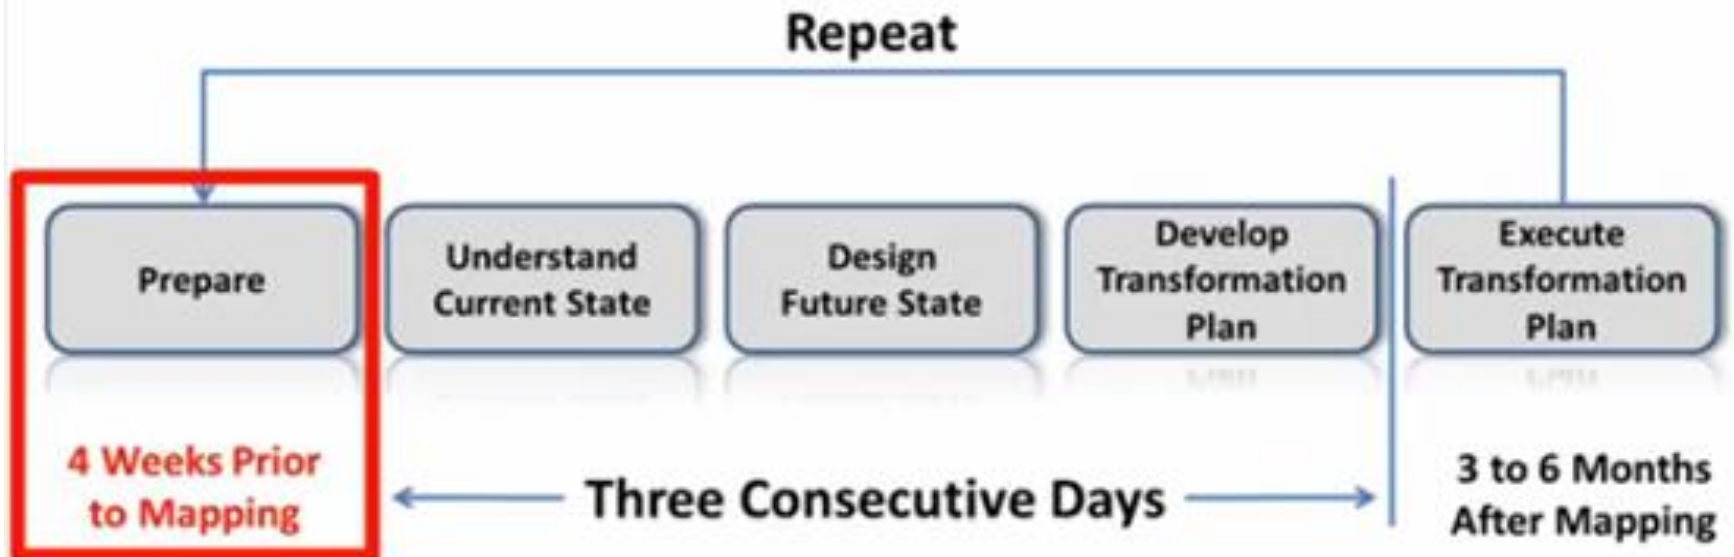 Repeat
Prepare
Understand
Current State
Design
Future State
Develop
Transformation
Plan
Execute
Transformation
Plan
4 Weeks Prior
to Mapping
Three Consecutive Days
3 to 6 Months
After Mapping